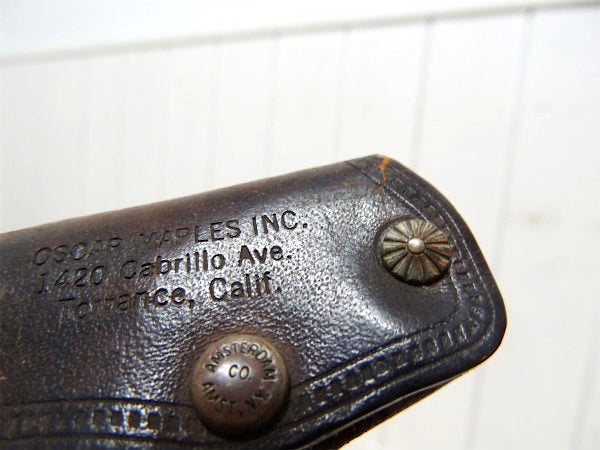 OSCAR MAPLES INC.
1420 Cabrillo Ave.
Torrance, Calif.
AMSTERDAM
CO.
AMST, N.Y.